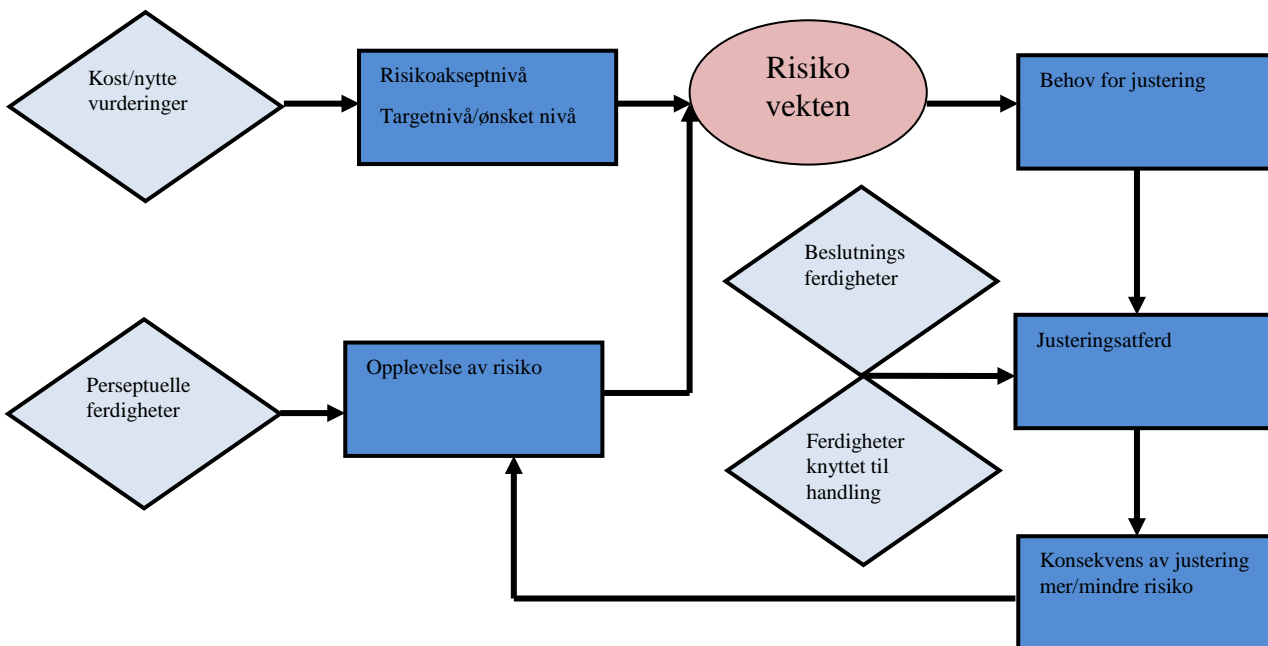 Kost/nytte
vurderinger
Risikoakseptnivå
Targetnivå/ønsket nivå
Risiko
vekten
Behov for justering
Beslutnings
ferdigheter
Perseptuelle
ferdigheter
Opplevelse av risiko
Justeringsatferd
Ferdigheter
knyttet til
handling
Konsekvens av justering
mer/mindre risiko